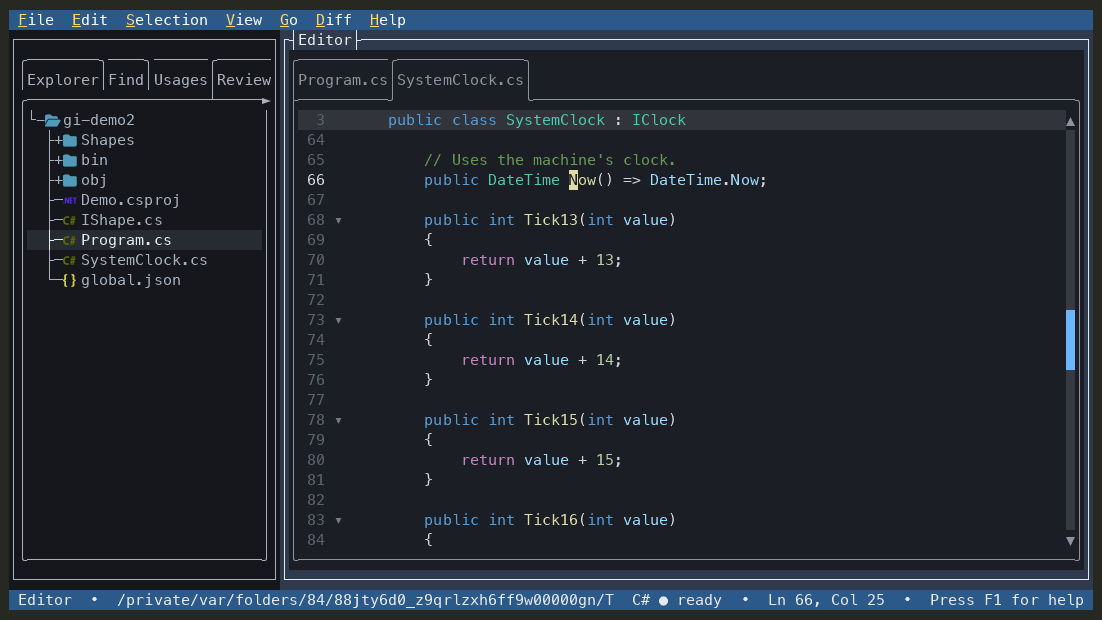 File Edit Selection View Go Diff Help
Editor
Explorer Find Usages Review
Program.cs SystemClock.cs
gi-demo2
Shapes
bin
obj
.NET Demo.csproj
C# IShape.cs
C# Program.cs
C# SystemClock.cs
{} global.json
3 public class SystemClock : IClock
64
65 // Uses the machine's clock.
66 public DateTime Now() => DateTime.Now;
67
68 ▾ public int Tick13(int value)
69 {
70 return value + 13;
71 }
72
73 ▾ public int Tick14(int value)
74 {
75 return value + 14;
76 }
77
78 ▾ public int Tick15(int value)
79 {
80 return value + 15;
81 }
82
83 ▾ public int Tick16(int value)
84 {
Editor • /private/var/folders/84/88jty6d0_z9qrlzxh6ff9w00000gn/T C# ● ready • Ln 66, Col 25 • Press F1 for help